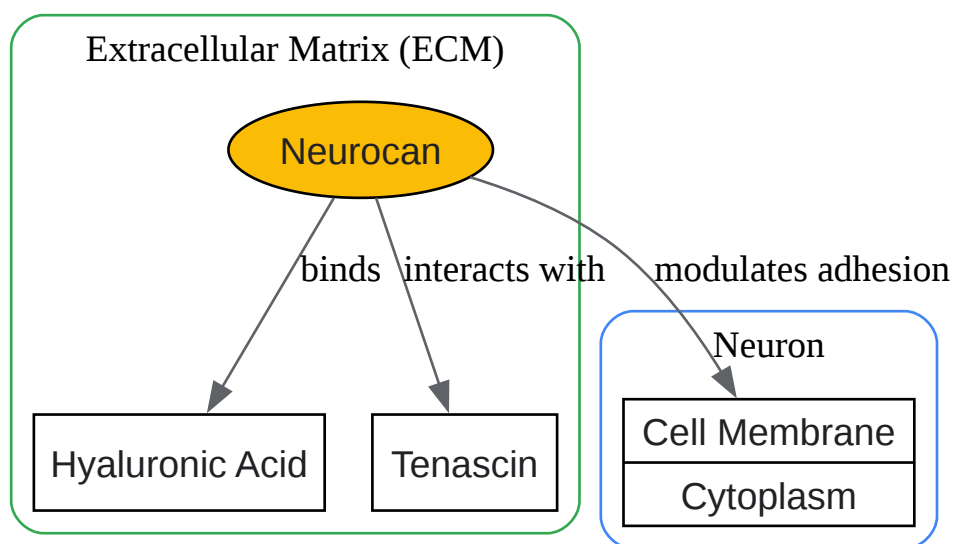 Extracellular Matrix (ECM)
Neurocan
binds
interacts with
modulates adhesion
Neuron
Hyaluronic Acid
Tenascin
Cell Membrane
Cytoplasm